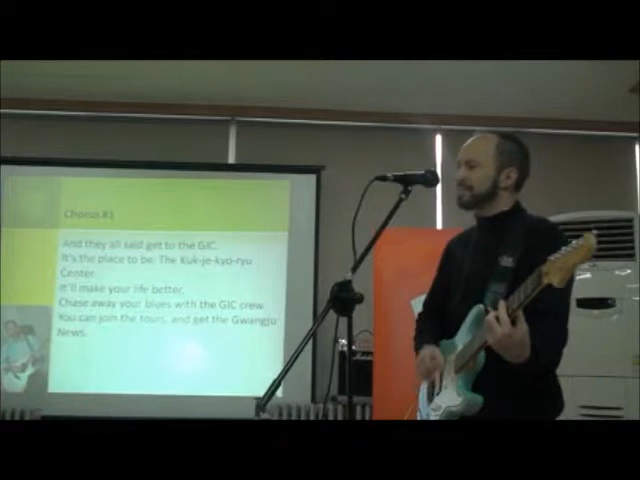 Chorus #1
And they all said get to the GIC.
It's the place to be. The Kuk-je-kyo-ryu
Center.
It'll make your life better.
Chase away your blues with the GIC crew.
You can join the tours, and get the Gwangju
News.